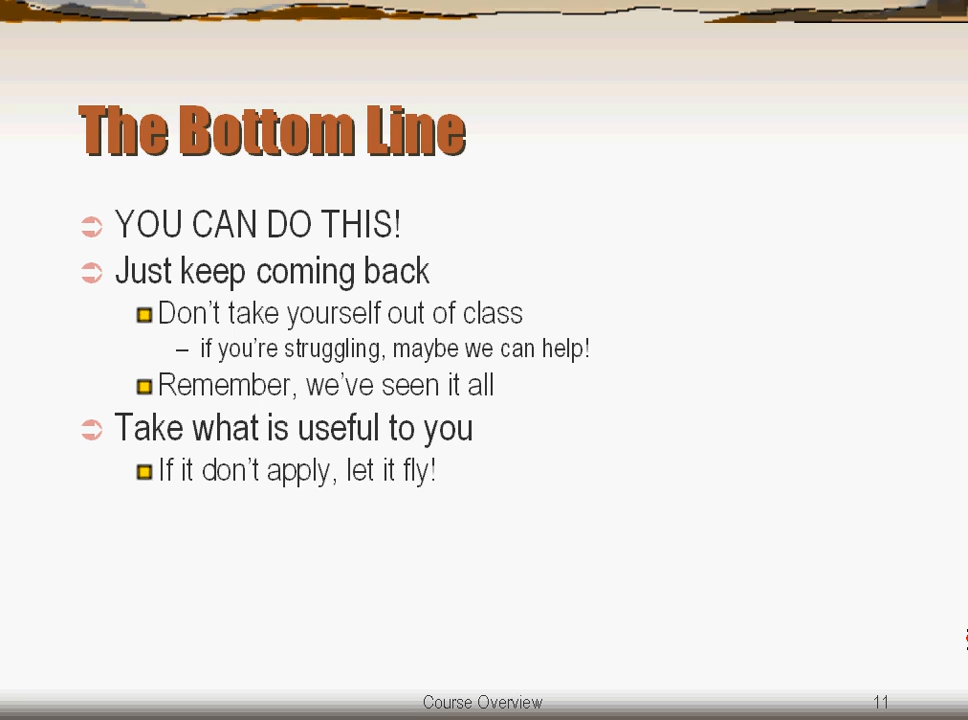 The Bottom Line
YOU CAN DO THIS!
Just keep coming back
Don't take yourself out of class
– if you're struggling, maybe we can help!
Remember, we've seen it all
Take what is useful to you
If it don't apply, let it fly!
Course Overview
11